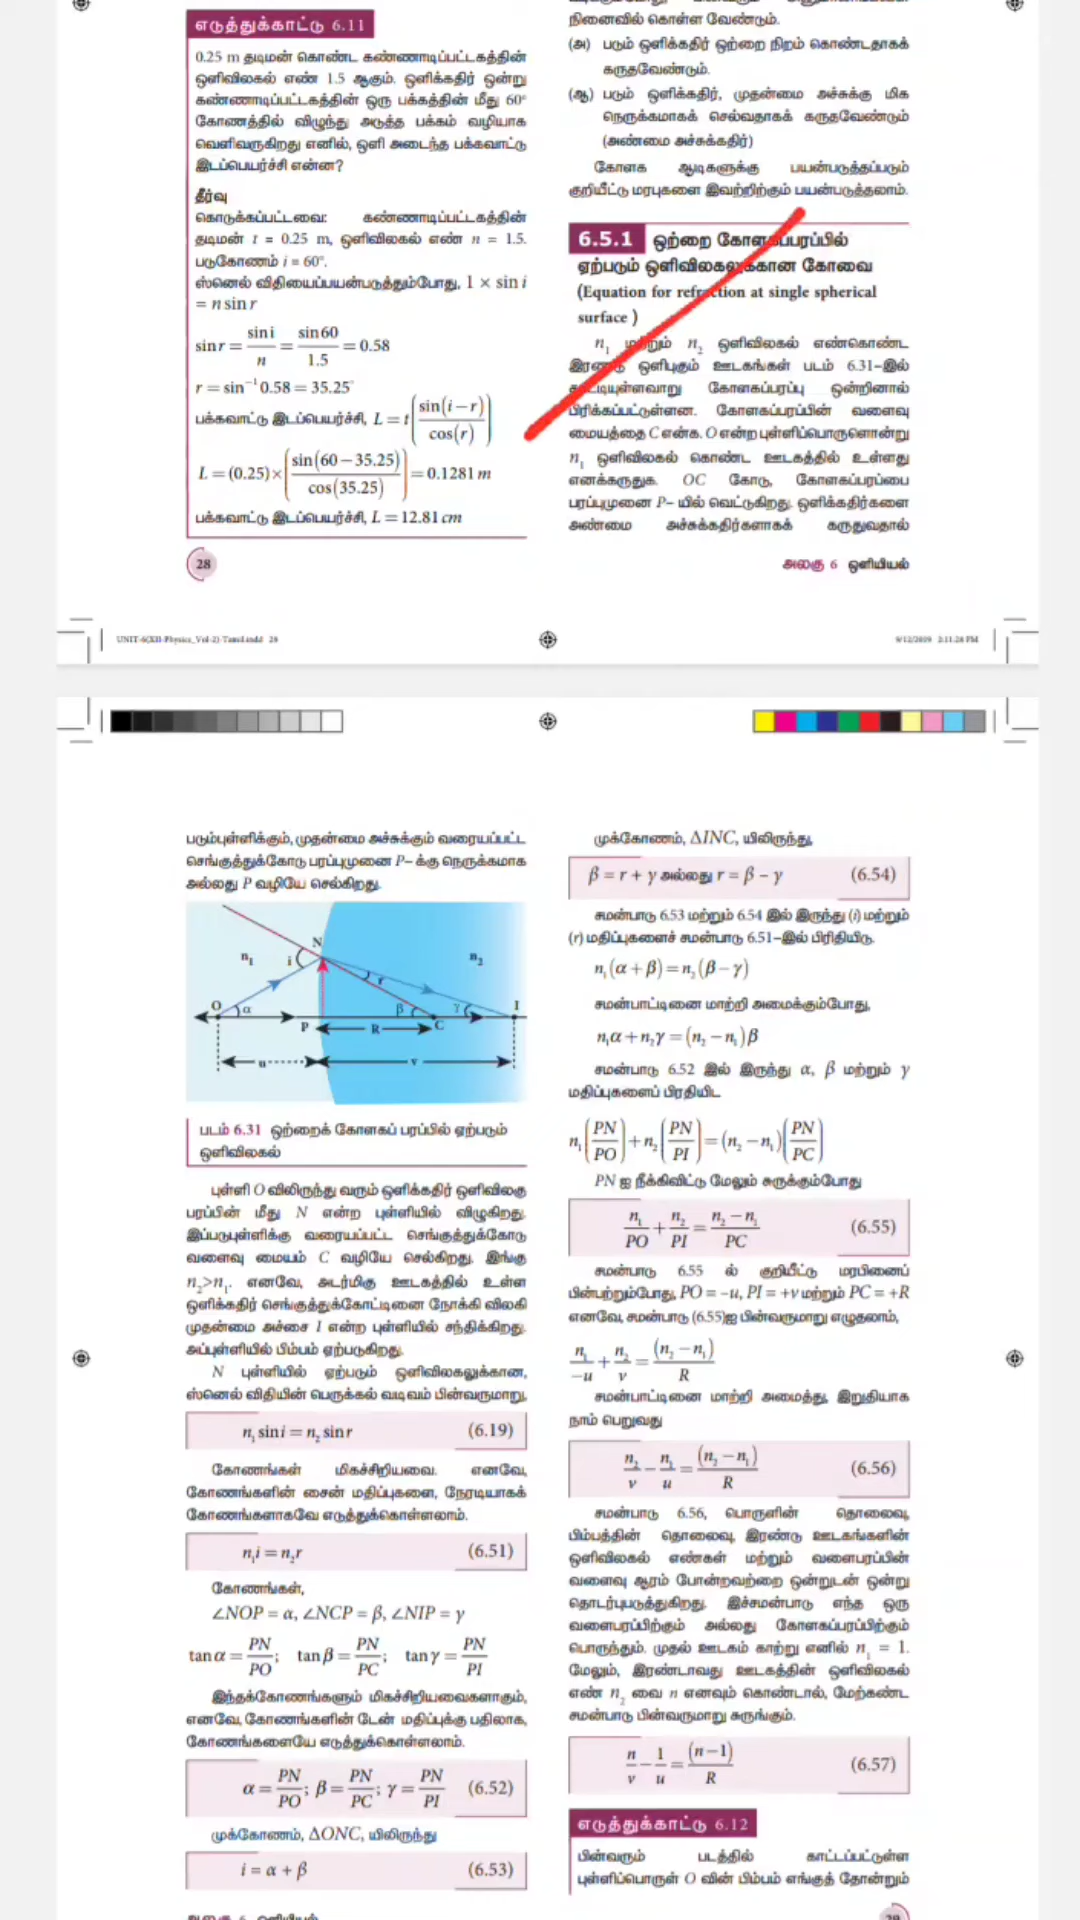 எடுத்துக்காட்டு 6.11
0.25 m தடிமன் கொண்ட கண்ணாடிப்பட்டகத்தின்
ஒளிவிலகல் எண் 1.5 ஆகும். ஒளிக்கதிர் ஒன்று
கண்ணாடிப்பட்டகத்தின் ஒரு பக்கத்தின் மீது 60°
கோணத்தில் விழுந்து அடுத்த பக்கம் வழியாக
வெளிவருகிறது எனில், ஒளி அடைந்த பக்கவாட்டு
இடப்பெயர்ச்சி என்ன?
தீர்வு
கொடுக்கப்பட்டவை: கண்ணாடிப்பட்டகத்தின்
தடிமன் t = 0.25 m, ஒளிவிலகல் எண் n = 1.5.
படுகோணம் i = 60°.
ஸ்னெல் விதியைப்பயன்படுத்தும்போது, 1 × sin i
= n sin r
sin r = sin i / n = sin 60 / 1.5 = 0.58
r = sin⁻¹ 0.58 = 35.25°
பக்கவாட்டு இடப்பெயர்ச்சி, L = t (sin(i − r) / cos(r))
L = (0.25) × (sin(60 − 35.25) / cos(35.25)) = 0.1281 m
பக்கவாட்டு இடப்பெயர்ச்சி, L = 12.81 cm
28
நினைவில் கொள்ள வேண்டும்.
(அ) படும் ஒளிக்கதிர் ஒற்றை நிறம் கொண்டதாகக்
கருதவேண்டும்.
(ஆ) படும் ஒளிக்கதிர், முதன்மை அச்சுக்கு மிக
நெருக்கமாகச் செல்வதாகக் கருதவேண்டும்
(அண்மை அச்சுக்கதிர்)
கோளக ஆடிகளுக்கு பயன்படுத்தப்படும்
குறியீட்டு மரபுகளை இவற்றிற்கும் பயன்படுத்தலாம்.
6.5.1 ஒற்றை கோளகப்பரப்பில்
ஏற்படும் ஒளிவிலகலுக்கான கோவை
(Equation for refraction at single spherical
surface )
n₁ மற்றும் n₂ ஒளிவிலகல் எண்கொண்ட
இரண்டு ஒளிபுகும் ஊடகங்கள் படம் 6.31–இல்
காட்டியுள்ளவாறு கோளகப்பரப்பு ஒன்றினால்
பிரிக்கப்பட்டுள்ளன. கோளகப்பரப்பின் வளைவு
மையத்தை C என்க. O என்ற புள்ளிப்பொருளொன்று
n₁ ஒளிவிலகல் கொண்ட ஊடகத்தில் உள்ளது
எனக்கருதுக. OC கோடு, கோளகப்பரப்பை
பரப்புமுனை P– யில் வெட்டுகிறது. ஒளிக்கதிர்களை
அண்மை அச்சுக்கதிர்களாகக் கருதுவதால்
அலகு 6 ஒளியியல்
UNIT-6(XII-Physics_Vol-2)-Tamil.indd 28
9/12/2019 2:11:28 PM
படும்புள்ளிக்கும், முதன்மை அச்சுக்கும் வரையப்பட்ட
செங்குத்துக்கோடு பரப்புமுனை P– க்கு நெருக்கமாக
அல்லது P வழியே செல்கிறது.
N
n₁ i n₂
r
O α β γ I
P R C
u v
படம் 6.31 ஒற்றைக் கோளகப் பரப்பில் ஏற்படும்
ஒளிவிலகல்
புள்ளி O விலிருந்து வரும் ஒளிக்கதிர் ஒளிவிலகு
பரப்பின் மீது N என்ற புள்ளியில் விழுகிறது.
இப்படுபுள்ளிக்கு வரையப்பட்ட செங்குத்துக்கோடு
வளைவு மையம் C வழியே செல்கிறது. இங்கு
n₂>n₁. எனவே, அடர்மிகு ஊடகத்தில் உள்ள
ஒளிக்கதிர் செங்குத்துக்கோட்டினை நோக்கி விலகி
முதன்மை அச்சை I என்ற புள்ளியில் சந்திக்கிறது.
அப்புள்ளியில் பிம்பம் ஏற்படுகிறது.
N புள்ளியில் ஏற்படும் ஒளிவிலகலுக்கான,
ஸ்னெல் விதியின் பெருக்கல் வடிவம் பின்வருமாறு,
n₁ sin i = n₂ sin r (6.19)
கோணங்கள் மிகச்சிறியவை. எனவே,
கோணங்களின் சைன் மதிப்புகளை, நேரடியாகக்
கோணங்களாகவே எடுத்துக்கொள்ளலாம்.
n₁i = n₂r (6.51)
கோணங்கள்,
∠NOP = α, ∠NCP = β, ∠NIP = γ
tan α = PN/PO; tan β = PN/PC; tan γ = PN/PI
இந்தக்கோணங்களும் மிகச்சிறியவைகளாகும்,
எனவே, கோணங்களின் டேன் மதிப்புக்கு பதிலாக,
கோணங்களையே எடுத்துக்கொள்ளலாம்.
α = PN/PO; β = PN/PC; γ = PN/PI (6.52)
முக்கோணம், ΔONC, யிலிருந்து
i = α + β (6.53)
முக்கோணம், ΔINC, யிலிருந்து,
β = r + γ அல்லது r = β − γ (6.54)
சமன்பாடு 6.53 மற்றும் 6.54 இல் இருந்து (i) மற்றும்
(r) மதிப்புகளைச் சமன்பாடு 6.51–இல் பிரிதியிடு.
n₁(α + β) = n₂(β − γ)
சமன்பாட்டினை மாற்றி அமைக்கும்போது,
n₁α + n₂γ = (n₂ − n₁)β
சமன்பாடு 6.52 இல் இருந்து α, β மற்றும் γ
மதிப்புகளைப் பிரதியிட
n₁(PN/PO) + n₂(PN/PI) = (n₂ − n₁)(PN/PC)
PN ஐ நீக்கிவிட்டு மேலும் சுருக்கும்போது
n₁/PO + n₂/PI = (n₂ − n₁)/PC (6.55)
சமன்பாடு 6.55 ல் குறியீட்டு மரபினைப்
பின்பற்றும்போது, PO = −u, PI = +v மற்றும் PC = +R
எனவே, சமன்பாடு (6.55)ஐ பின்வருமாறு எழுதலாம்,
n₁/−u + n₂/v = (n₂ − n₁)/R
சமன்பாட்டினை மாற்றி அமைத்து, இறுதியாக
நாம் பெறுவது
n₂/v − n₁/u = (n₂ − n₁)/R (6.56)
சமன்பாடு 6.56, பொருளின் தொலைவு,
பிம்பத்தின் தொலைவு, இரண்டு ஊடகங்களின்
ஒளிவிலகல் எண்கள் மற்றும் வளைபரப்பின்
வளைவு ஆரம் போன்றவற்றை ஒன்றுடன் ஒன்று
தொடர்புபடுத்துகிறது. இச்சமன்பாடு எந்த ஒரு
வளைபரப்பிற்கும் அல்லது கோளகப்பரப்பிற்கும்
பொருந்தும். முதல் ஊடகம் காற்று எனில் n₁ = 1.
மேலும், இரண்டாவது ஊடகத்தின் ஒளிவிலகல்
எண் n₂ வை n எனவும் கொண்டால், மேற்கண்ட
சமன்பாடு பின்வருமாறு சுருங்கும்.
n/v − 1/u = (n−1)/R (6.57)
எடுத்துக்காட்டு 6.12
பின்வரும் படத்தில் காட்டப்பட்டுள்ள
புள்ளிப்பொருள் O வின் பிம்பம் எங்குத் தோன்றும்